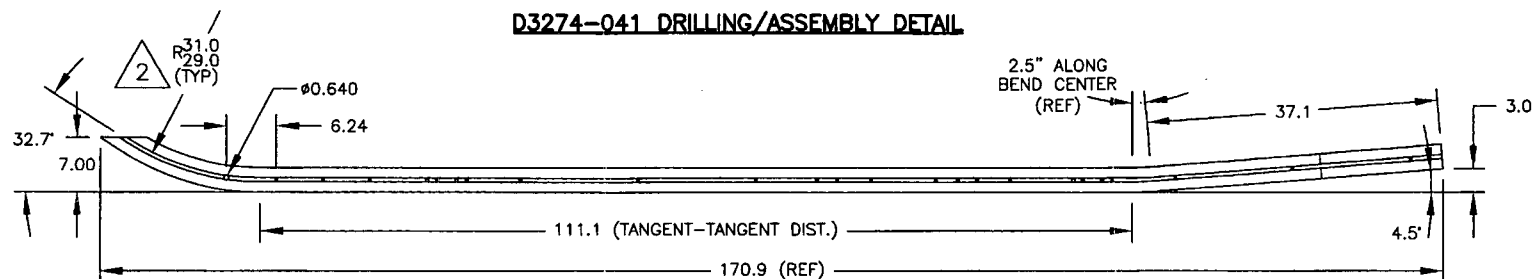 D3274-041 DRILLING/ASSEMBLY DETAIL
2
R31.0
29.0
(TYP)
ø0.640
6.24
32.7°
7.00
2.5" ALONG
BEND CENTER
(REF)
37.1
3.0
111.1 (TANGENT-TANGENT DIST.)
4.5°
170.9 (REF)